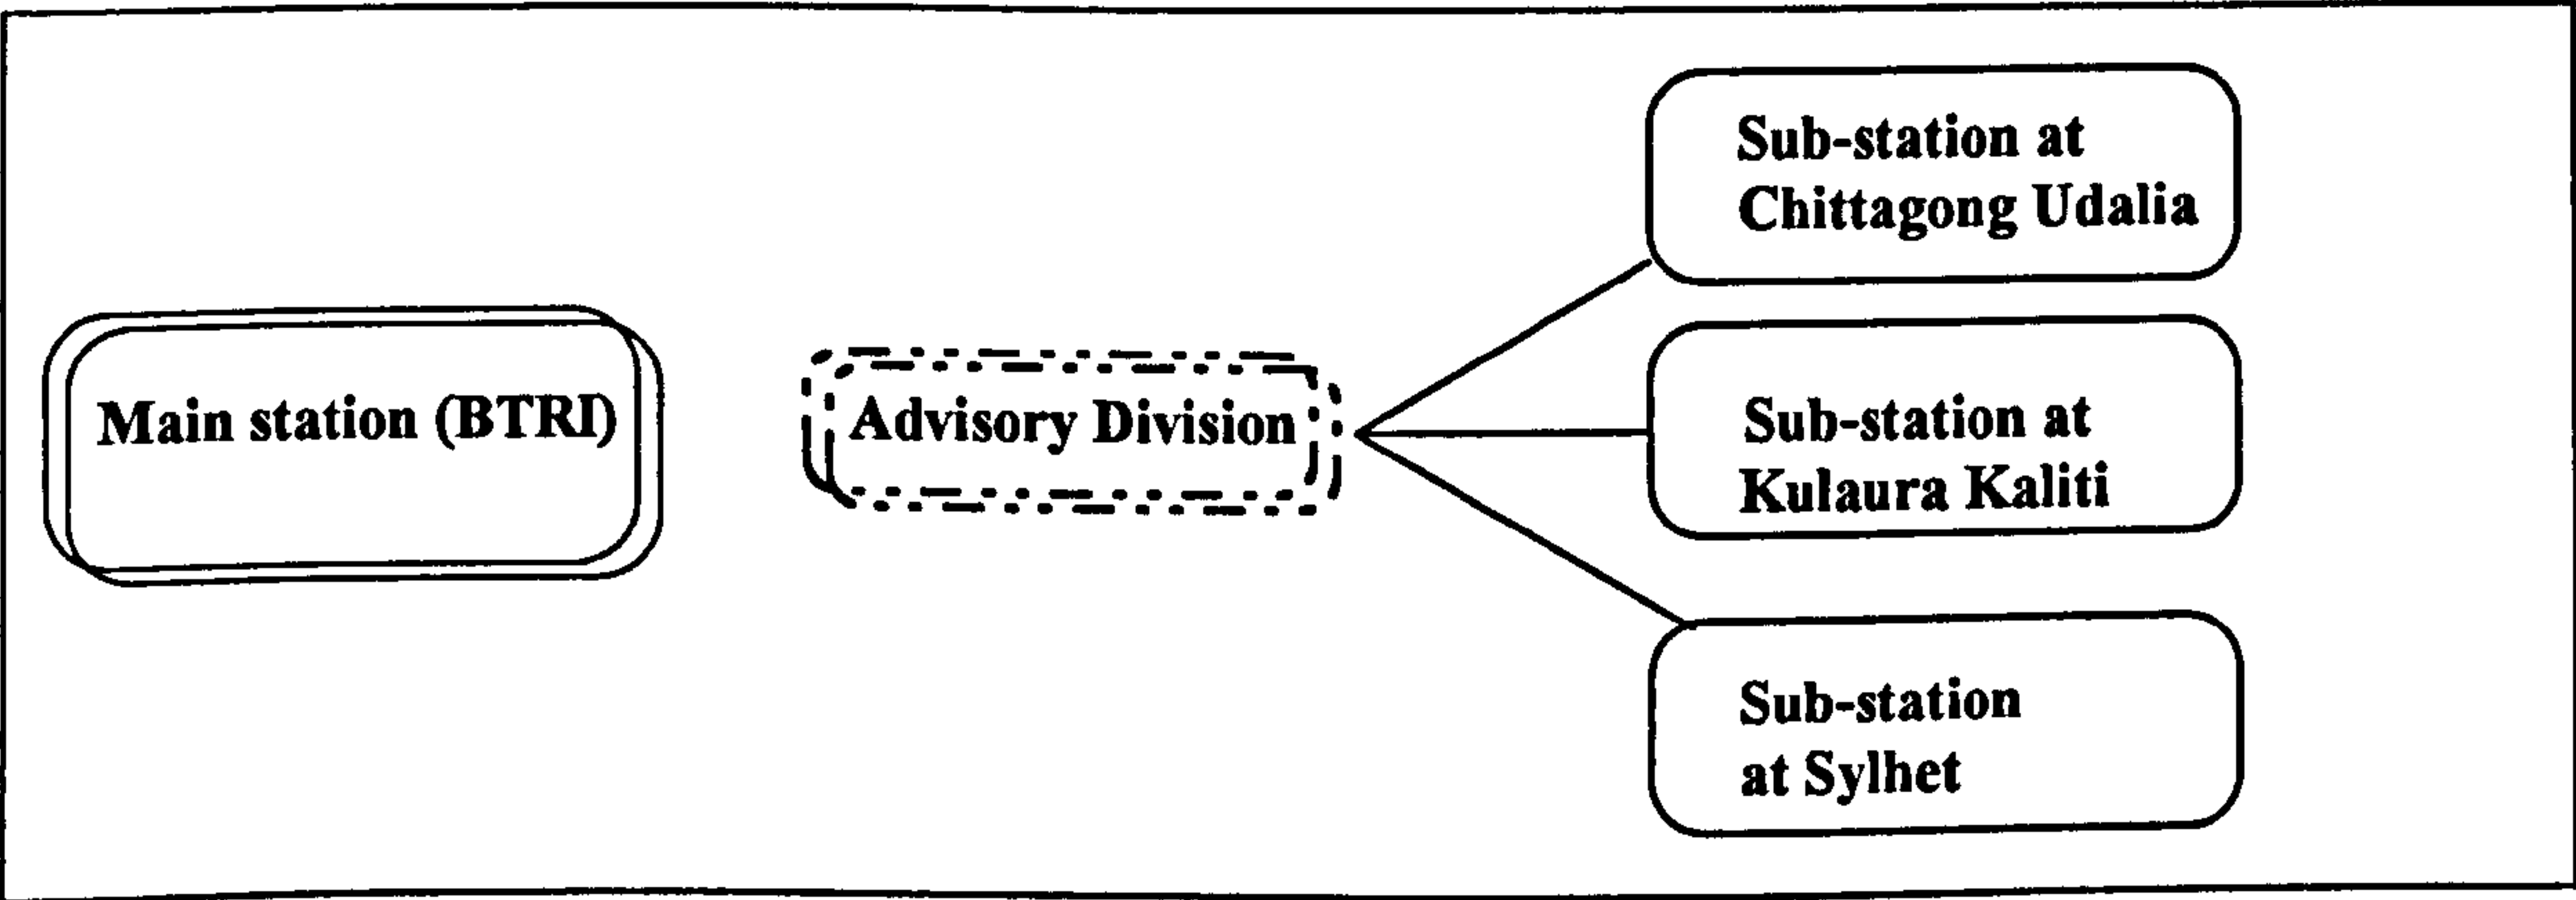 Main station (BTRI)
Advisory Division
Sub-station at
Chittagong Udalia
Sub-station at
Kulaura Kaliti
Sub-station
at Sylhet